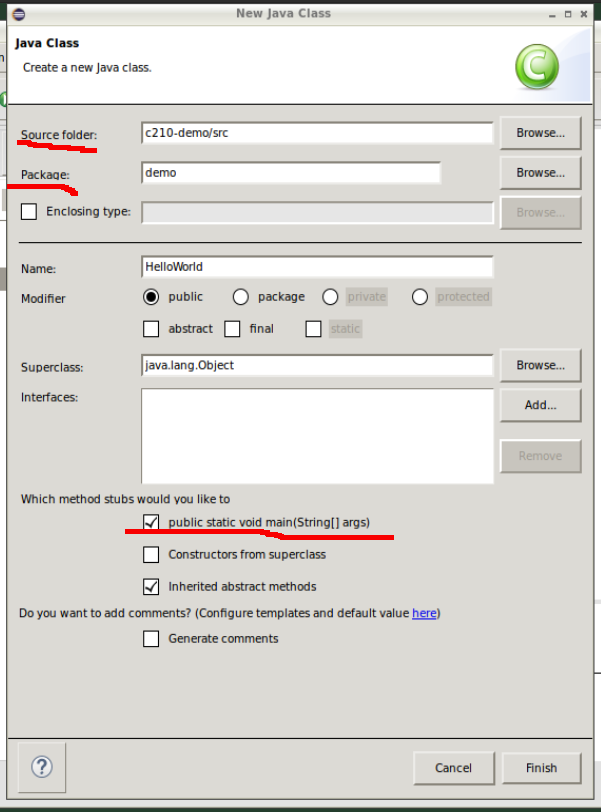 New Java Class
Java Class
Create a new Java class.
C
Source folder: c210-demo/src Browse...
Package: demo Browse...
Enclosing type: Browse...
Name: HelloWorld
Modifier public package private protected
abstract final static
Superclass: java.lang.Object Browse...
Interfaces: Add...
Remove
Which method stubs would you like to
public static void main(String[] args)
Constructors from superclass
Inherited abstract methods
Do you want to add comments? (Configure templates and default value here)
Generate comments
? Cancel Finish